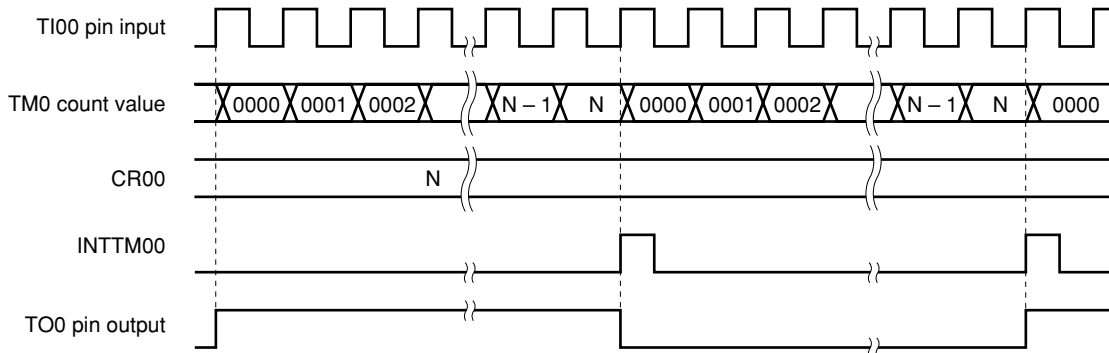 TI00 pin input
TM0 count value 0000 0001 0002 N – 1 N 0000 0001 0002 N – 1 N 0000
CR00 N
INTTM00
TO0 pin output